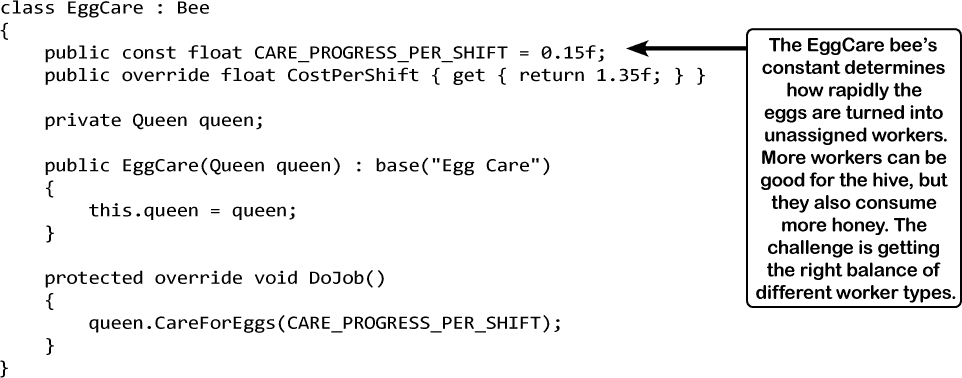 class EggCare : Bee
{
    public const float CARE_PROGRESS_PER_SHIFT = 0.15f;
    public override float CostPerShift { get { return 1.35f; } }

    private Queen queen;

    public EggCare(Queen queen) : base("Egg Care")
    {
        this.queen = queen;
    }

    protected override void DoJob()
    {
        queen.CareForEggs(CARE_PROGRESS_PER_SHIFT);
    }
}
The EggCare bee's
constant determines
how rapidly the
eggs are turned into
unassigned workers.
More workers can be
good for the hive, but
they also consume
more honey. The
challenge is getting
the right balance of
different worker types.